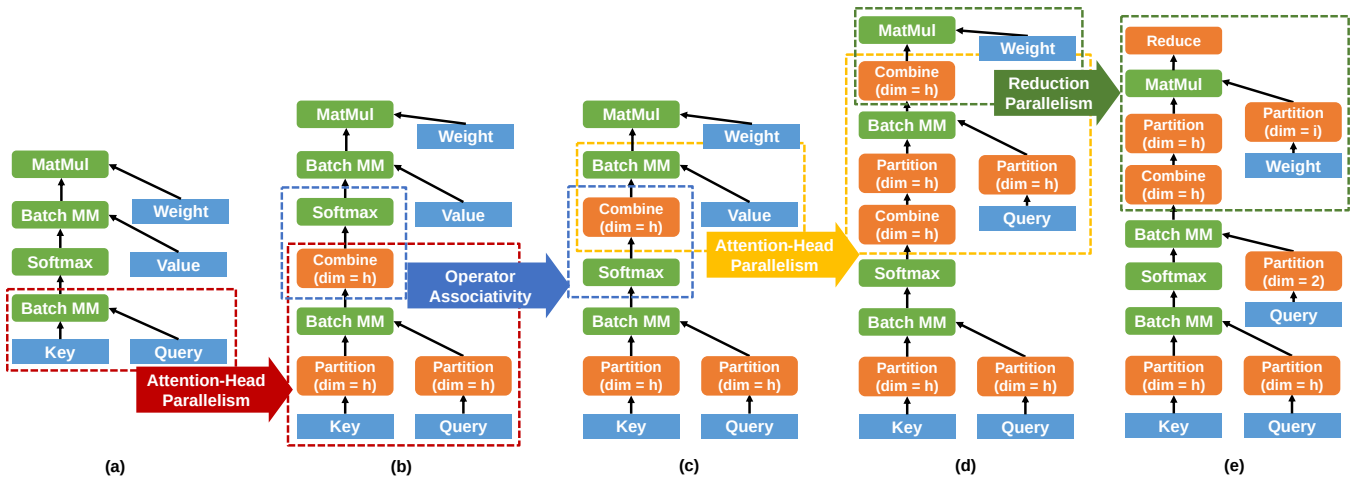 MatMul
Weight
Batch MM
Value
Softmax
Batch MM
Key
Query
Attention-Head
Parallelism
(a)
MatMul
Weight
Batch MM
Value
Softmax
Combine
(dim = h)
Batch MM
Partition
(dim = h)
Partition
(dim = h)
Key
Query
Operator
Associativity
(b)
MatMul
Weight
Batch MM
Value
Combine
(dim = h)
Softmax
Batch MM
Partition
(dim = h)
Partition
(dim = h)
Key
Query
Attention-Head
Parallelism
(c)
MatMul
Weight
Combine
(dim = h)
Batch MM
Partition
(dim = h)
Partition
(dim = h)
Query
Combine
(dim = h)
Softmax
Batch MM
Partition
(dim = h)
Partition
(dim = h)
Key
Query
Reduction
Parallelism
(d)
Reduce
MatMul
Partition
(dim = h)
Partition
(dim = i)
Weight
Combine
(dim = h)
Batch MM
Softmax
Partition
(dim = 2)
Query
Batch MM
Partition
(dim = h)
Partition
(dim = h)
Key
Query
(e)